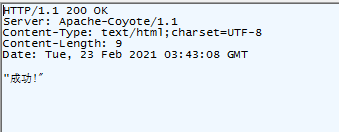 HTTP/1.1 200 OK
Server: Apache-Coyote/1.1
Content-Type: text/html;charset=UTF-8
Content-Length: 9
Date: Tue, 23 Feb 2021 03:43:08 GMT

"成功!"